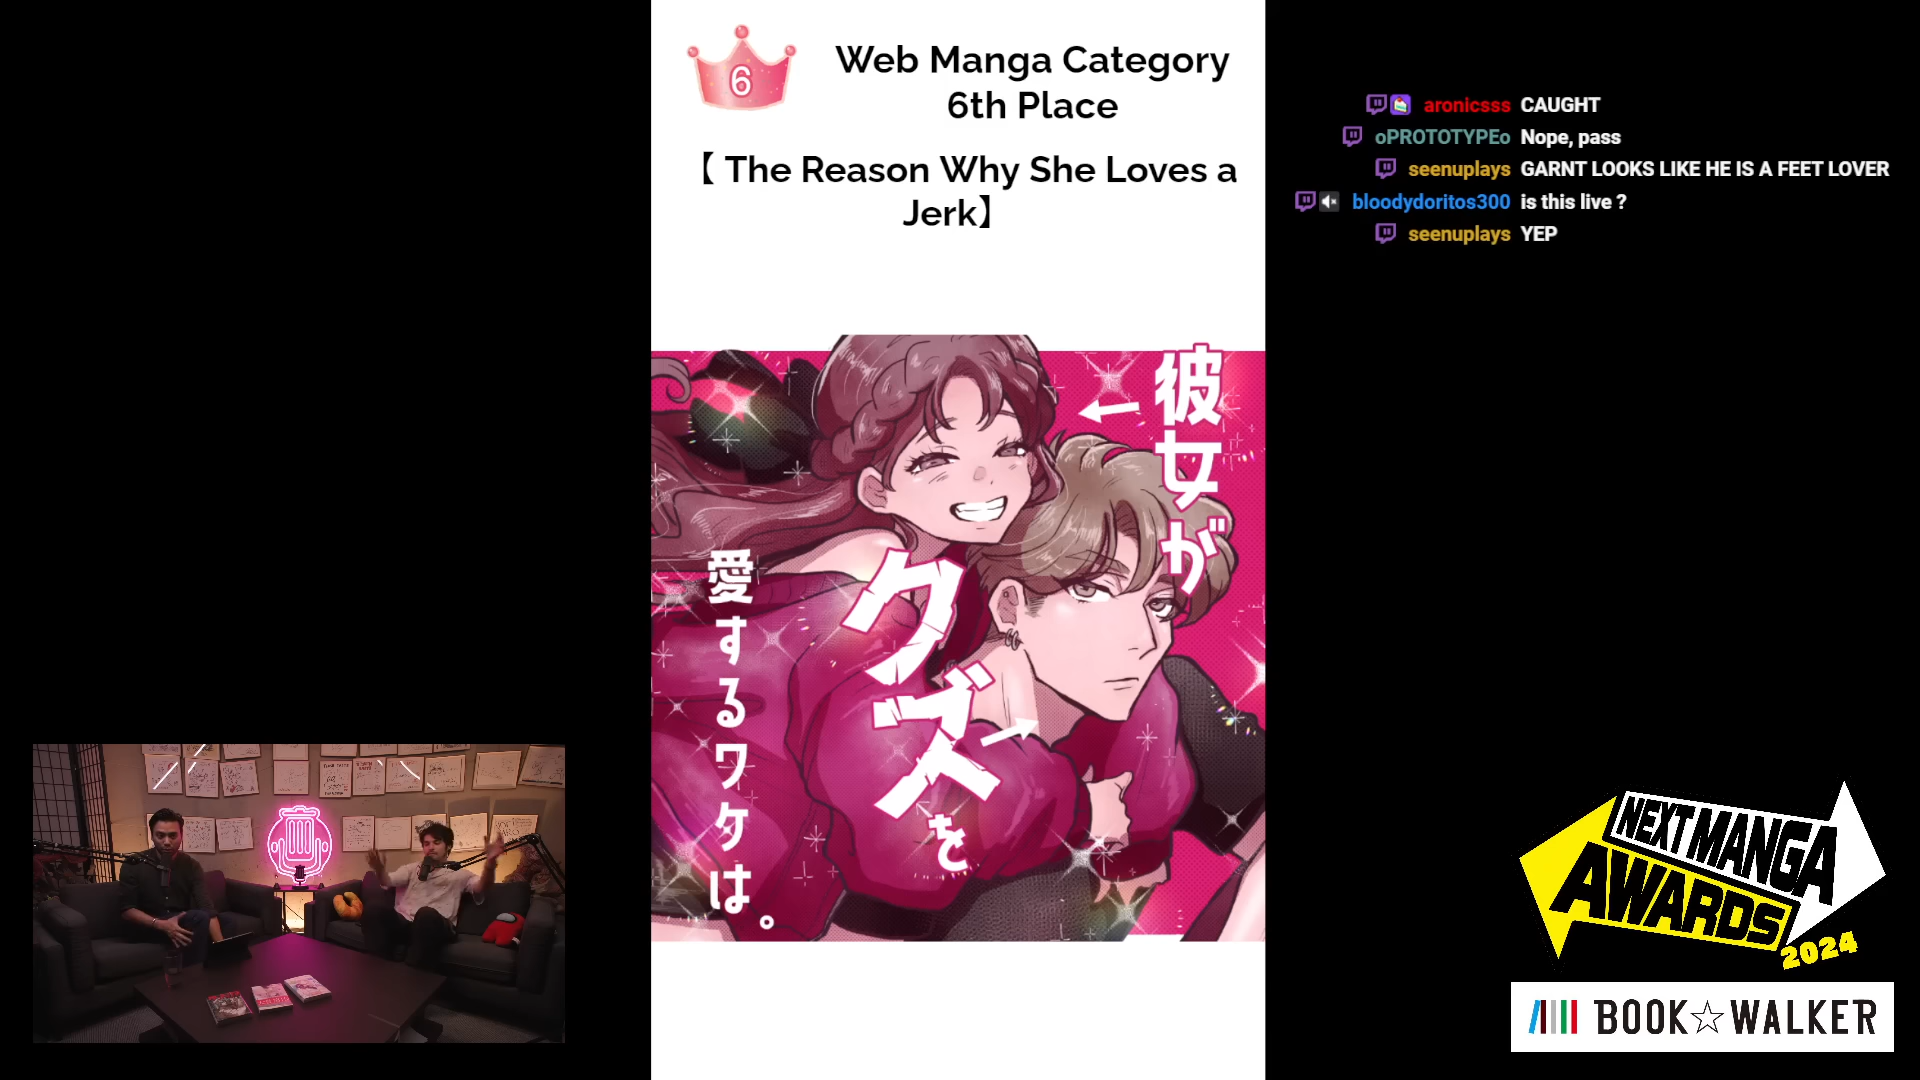 6
Web Manga Category
6th Place
【 The Reason Why She Loves a
Jerk】
彼女が
クズを
愛するワケは。
aronicsss CAUGHT
oPROTOTYPEo Nope, pass
seenuplays GARNT LOOKS LIKE HE IS A FEET LOVER
bloodydoritos300 is this live ?
seenuplays YEP
NEXT MANGA
AWARDS
2024
BOOK☆WALKER